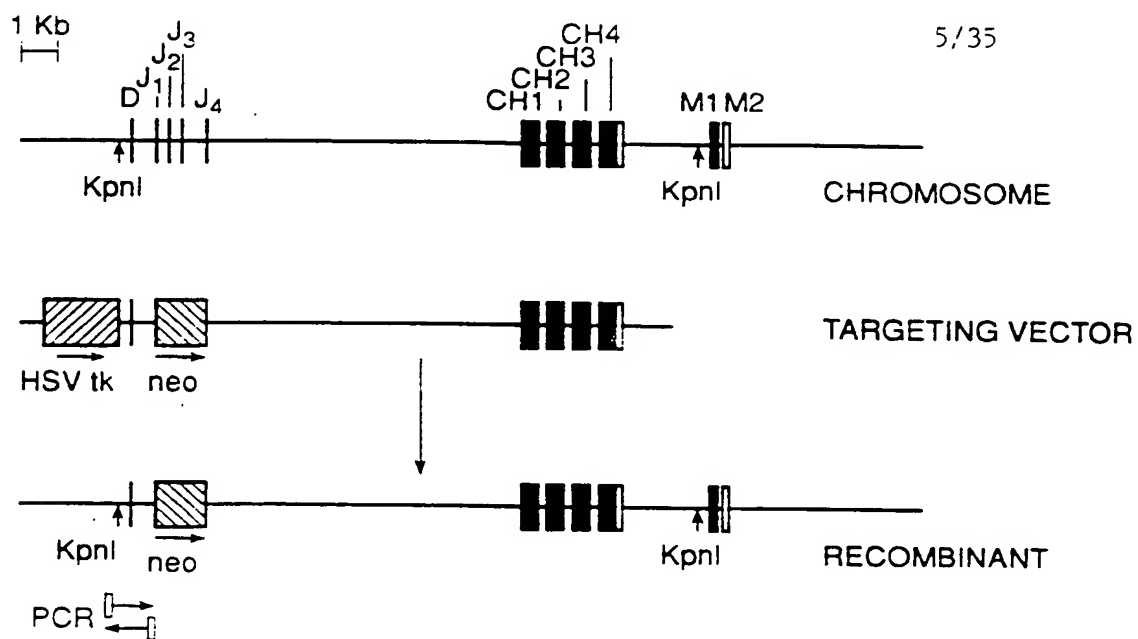 1 Kb
5/35
D J1 J2 J3 J4
CH1 CH2 CH3 CH4
M1 M2
KpnI
KpnI
CHROMOSOME
HSV tk
neo
TARGETING VECTOR
KpnI
neo
KpnI
RECOMBINANT
PCR